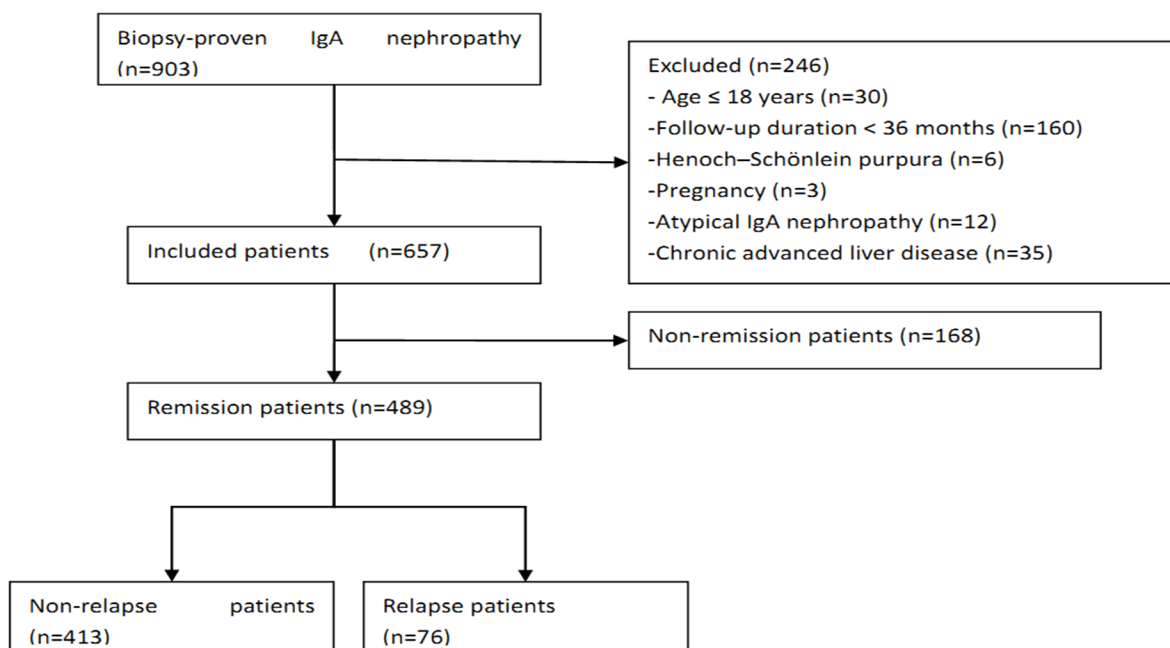 Biopsy-proven IgA nephropathy
(n=903)
Excluded (n=246)
- Age ≤ 18 years (n=30)
-Follow-up duration < 36 months (n=160)
-Henoch–Schönlein purpura (n=6)
-Pregnancy (n=3)
-Atypical IgA nephropathy (n=12)
-Chronic advanced liver disease (n=35)
Included patients (n=657)
Non-remission patients (n=168)
Remission patients (n=489)
Non-relapse patients
(n=413)
Relapse patients
(n=76)